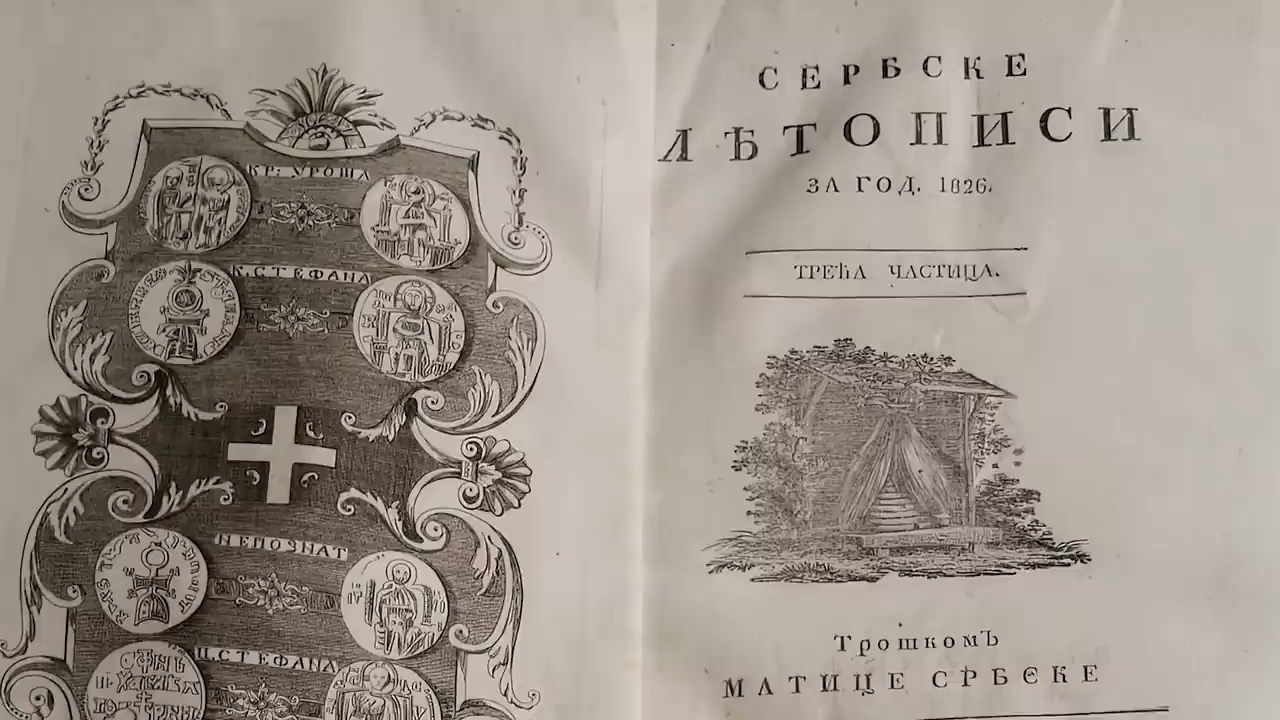 КР: УРОША
К. СТЕФАНА
НЕПОЗНАТ
Ц. СТЕФАНА
СЕРБСКЕ
ЛѢТОПИСИ
ЗА ГОД. 1826.
ТРЕЋА ЧАСТИЦА.
Трошкомъ
МАТИЦЕ СРБСКЕ